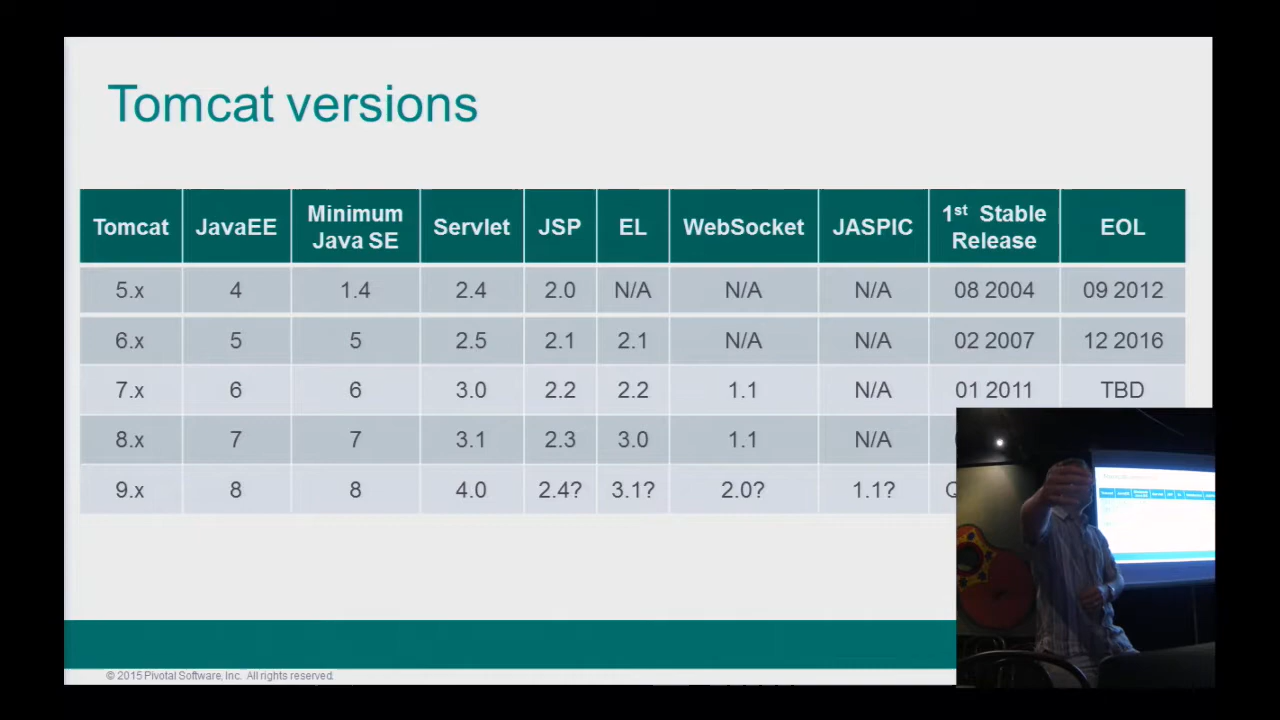 Tomcat versions
Tomcat JavaEE Minimum Java SE Servlet JSP EL WebSocket JASPIC 1st Stable Release EOL
5.x 4 1.4 2.4 2.0 N/A N/A N/A 08 2004 09 2012
6.x 5 5 2.5 2.1 2.1 N/A N/A 02 2007 12 2016
7.x 6 6 3.0 2.2 2.2 1.1 N/A 01 2011 TBD
8.x 7 7 3.1 2.3 3.0 1.1 N/A
9.x 8 8 4.0 2.4? 3.1? 2.0? 1.1?
© 2015 Pivotal Software, Inc. All rights reserved.